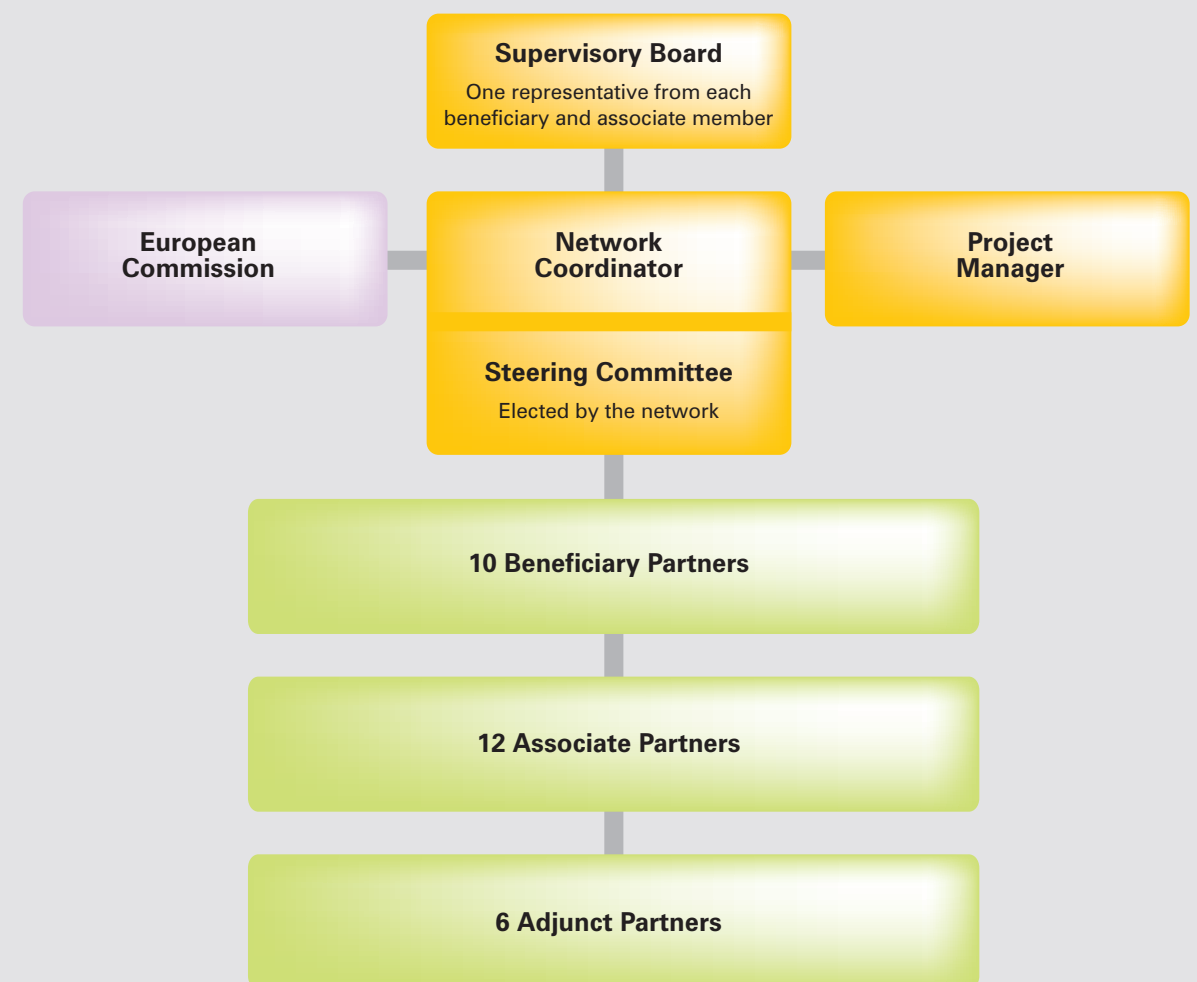 Supervisory Board
One representative from each
beneficiary and associate member
European
Commission
Network
Coordinator
Project
Manager
Steering Committee
Elected by the network
10 Beneficiary Partners
12 Associate Partners
6 Adjunct Partners